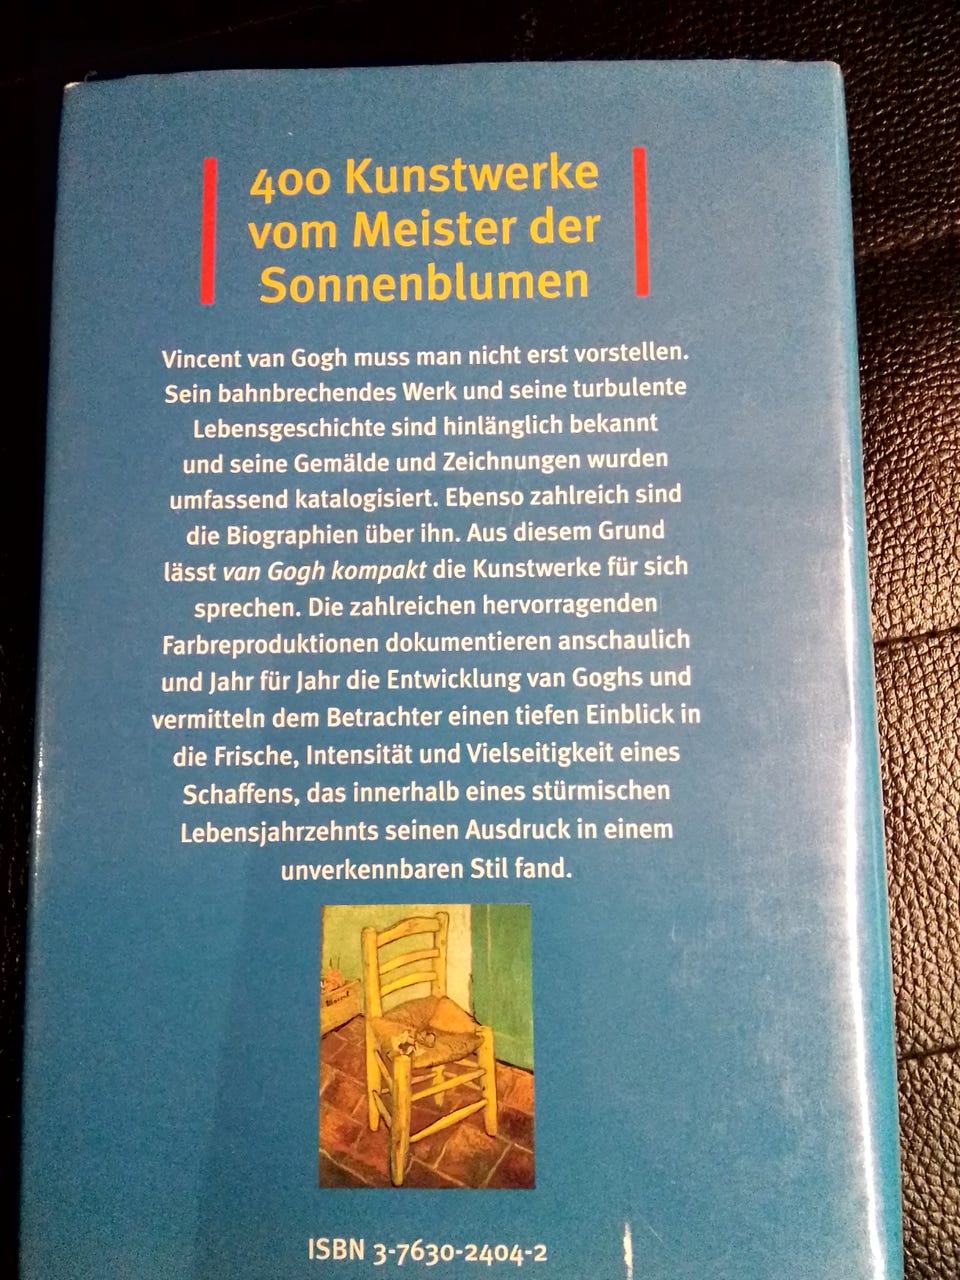 400 Kunstwerke
vom Meister der
Sonnenblumen
Vincent van Gogh muss man nicht erst vorstellen.
Sein bahnbrechendes Werk und seine turbulente
Lebensgeschichte sind hinlänglich bekannt
und seine Gemälde und Zeichnungen wurden
umfassend katalogisiert. Ebenso zahlreich sind
die Biographien über ihn. Aus diesem Grund
lässt van Gogh kompakt die Kunstwerke für sich
sprechen. Die zahlreichen hervorragenden
Farbreproduktionen dokumentieren anschaulich
und Jahr für Jahr die Entwicklung van Goghs und
vermitteln dem Betrachter einen tiefen Einblick in
die Frische, Intensität und Vielseitigkeit eines
Schaffens, das innerhalb eines stürmischen
Lebensjahrzehnts seinen Ausdruck in einem
unverkennbaren Stil fand.
ISBN 3-7630-2404-2